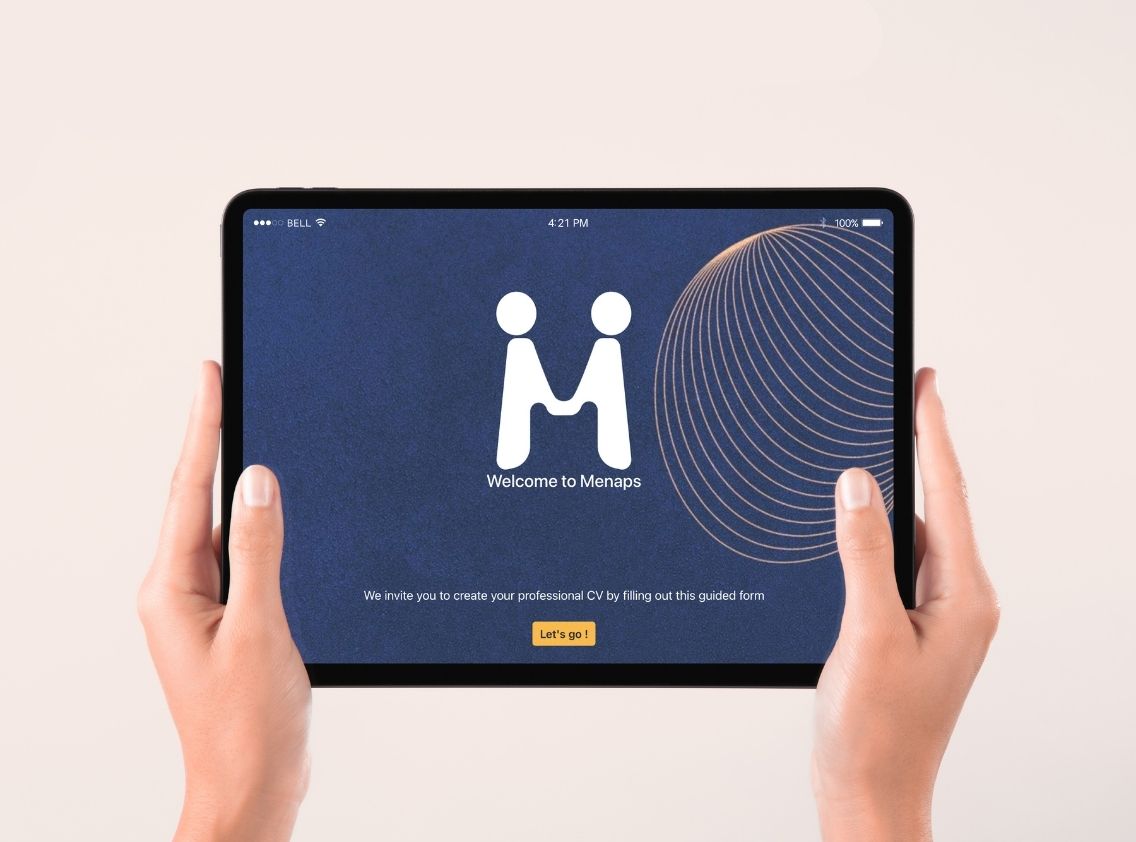 BELL 4:21 PM 100%
Welcome to Menaps
We invite you to create your professional CV by filling out this guided form
Let's go !